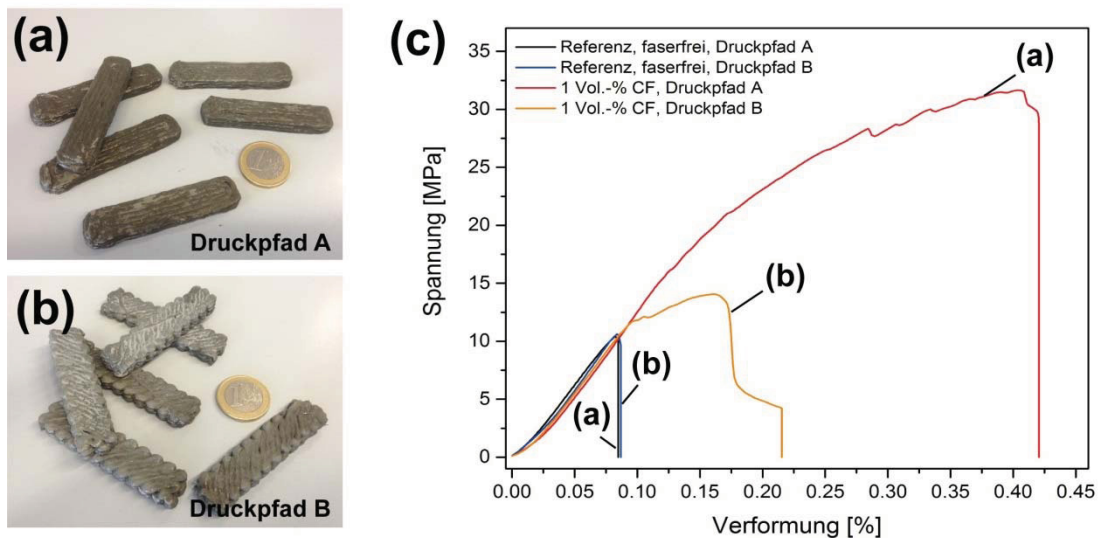 (a)
Druckpfad A
(b)
Druckpfad B
(c)
Spannung [MPa]
35
30
25
20
15
10
5
0
Referenz, faserfrei, Druckpfad A
Referenz, faserfrei, Druckpfad B
1 Vol.-% CF, Druckpfad A
1 Vol.-% CF, Druckpfad B
(a)
(b)
(b)
(a)
0.00 0.05 0.10 0.15 0.20 0.25 0.30 0.35 0.40 0.45
Verformung [%]